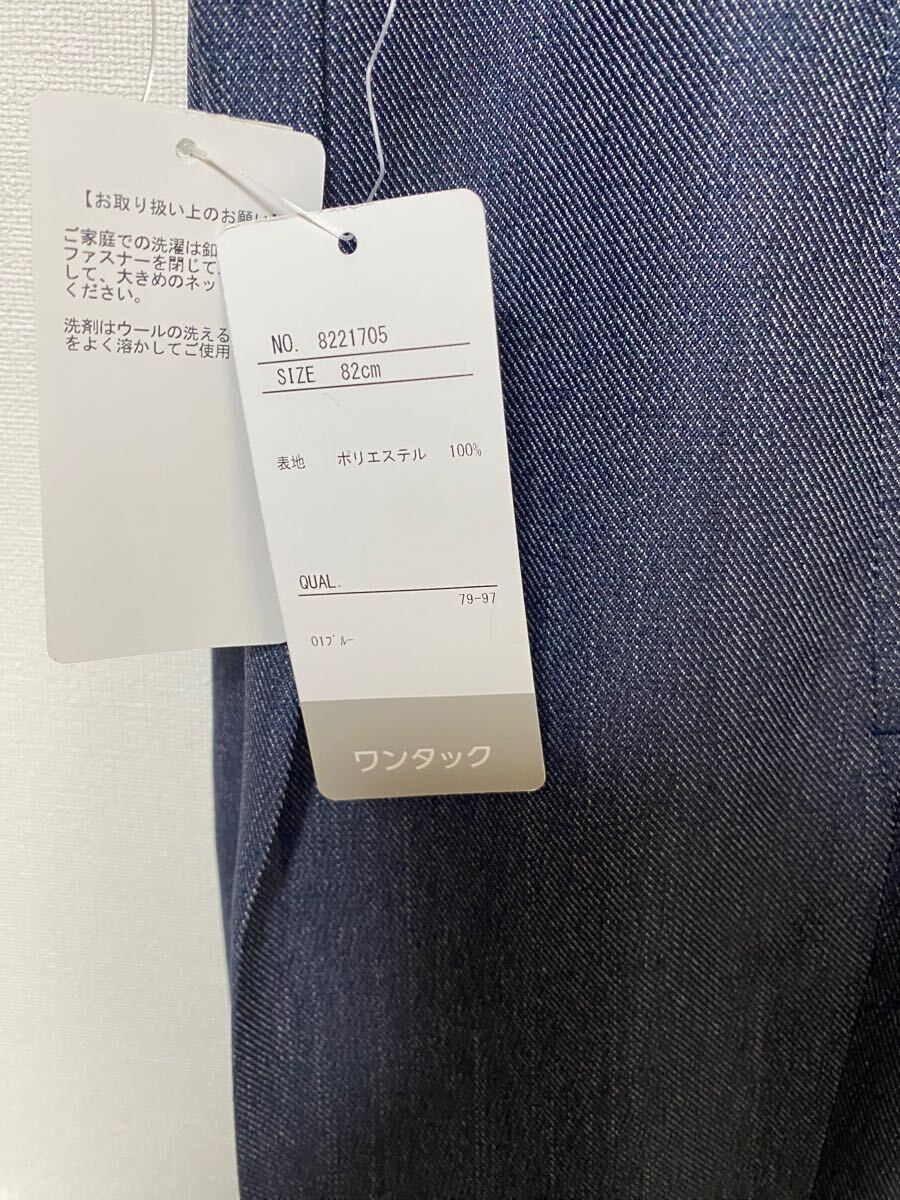 【お取り扱い上のお願い
ご家庭での洗濯は釦
ファスナーを閉じて
して、大きめのネッ
ください。
洗剤はウールの洗える
をよく溶かしてご使用
NO. 8221705
SIZE 82cm
表地 ポリエステル 100%
QUAL.
79-97
01ﾌﾞﾙｰ
ワンタック